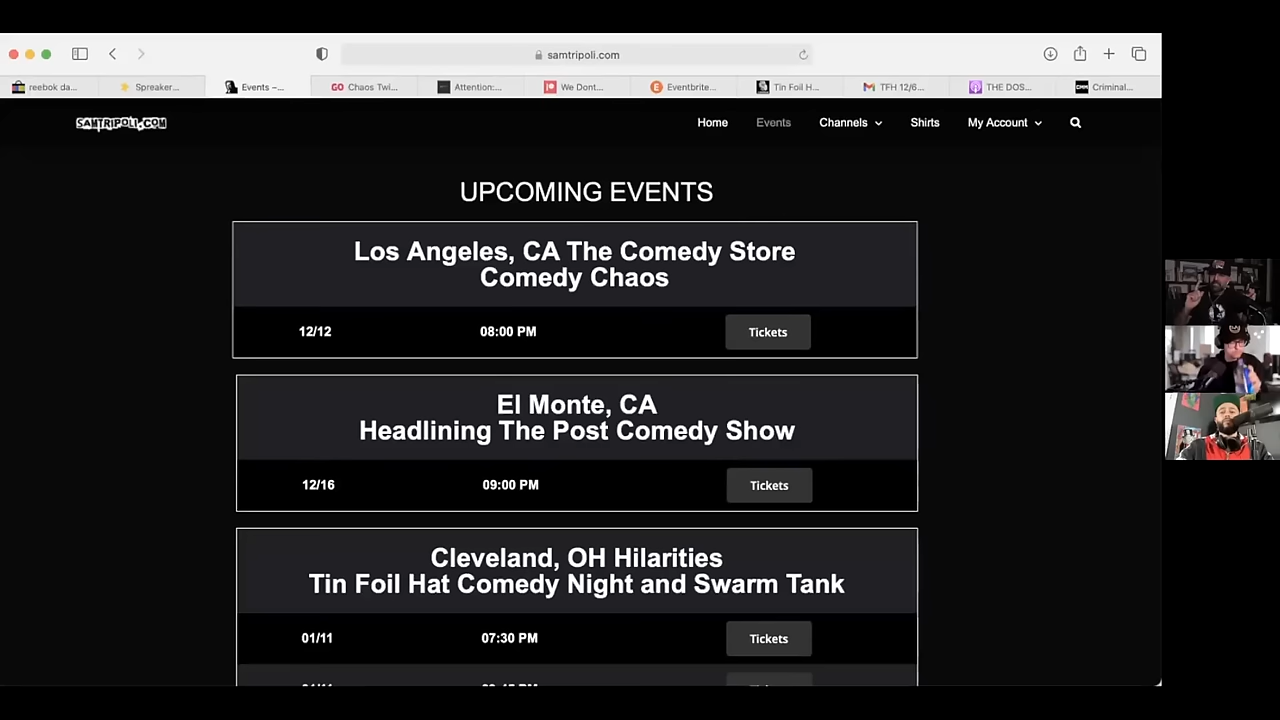 samtripoli.com
reebok da...
Spreaker...
Events –...
GO Chaos Twi...
Attention:...
We Dont...
Eventbrite...
Tin Foil H...
TFH 12/6...
THE DOS...
Criminal...
SAMTRIPOLI.COM
Home
Events
Channels
Shirts
My Account
UPCOMING EVENTS
Los Angeles, CA The Comedy Store
Comedy Chaos
12/12
08:00 PM
Tickets
El Monte, CA
Headlining The Post Comedy Show
12/16
09:00 PM
Tickets
Cleveland, OH Hilarities
Tin Foil Hat Comedy Night and Swarm Tank
01/11
07:30 PM
Tickets